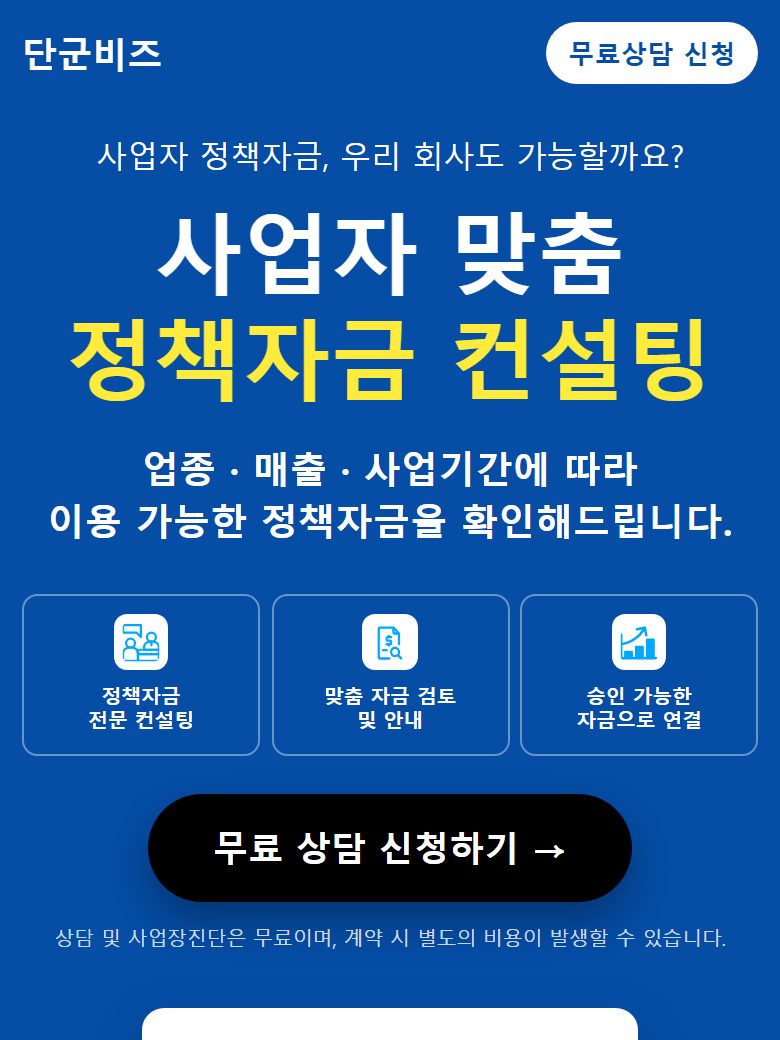 단군비즈
무료상담 신청
사업자 정책자금, 우리 회사도 가능할까요?
사업자 맞춤
정책자금 컨설팅
업종 · 매출 · 사업기간에 따라
이용 가능한 정책자금을 확인해드립니다.
정책자금
전문 컨설팅
맞춤 자금 검토
및 안내
승인 가능한
자금으로 연결
무료 상담 신청하기 →
상담 및 사업장진단은 무료이며, 계약 시 별도의 비용이 발생할 수 있습니다.